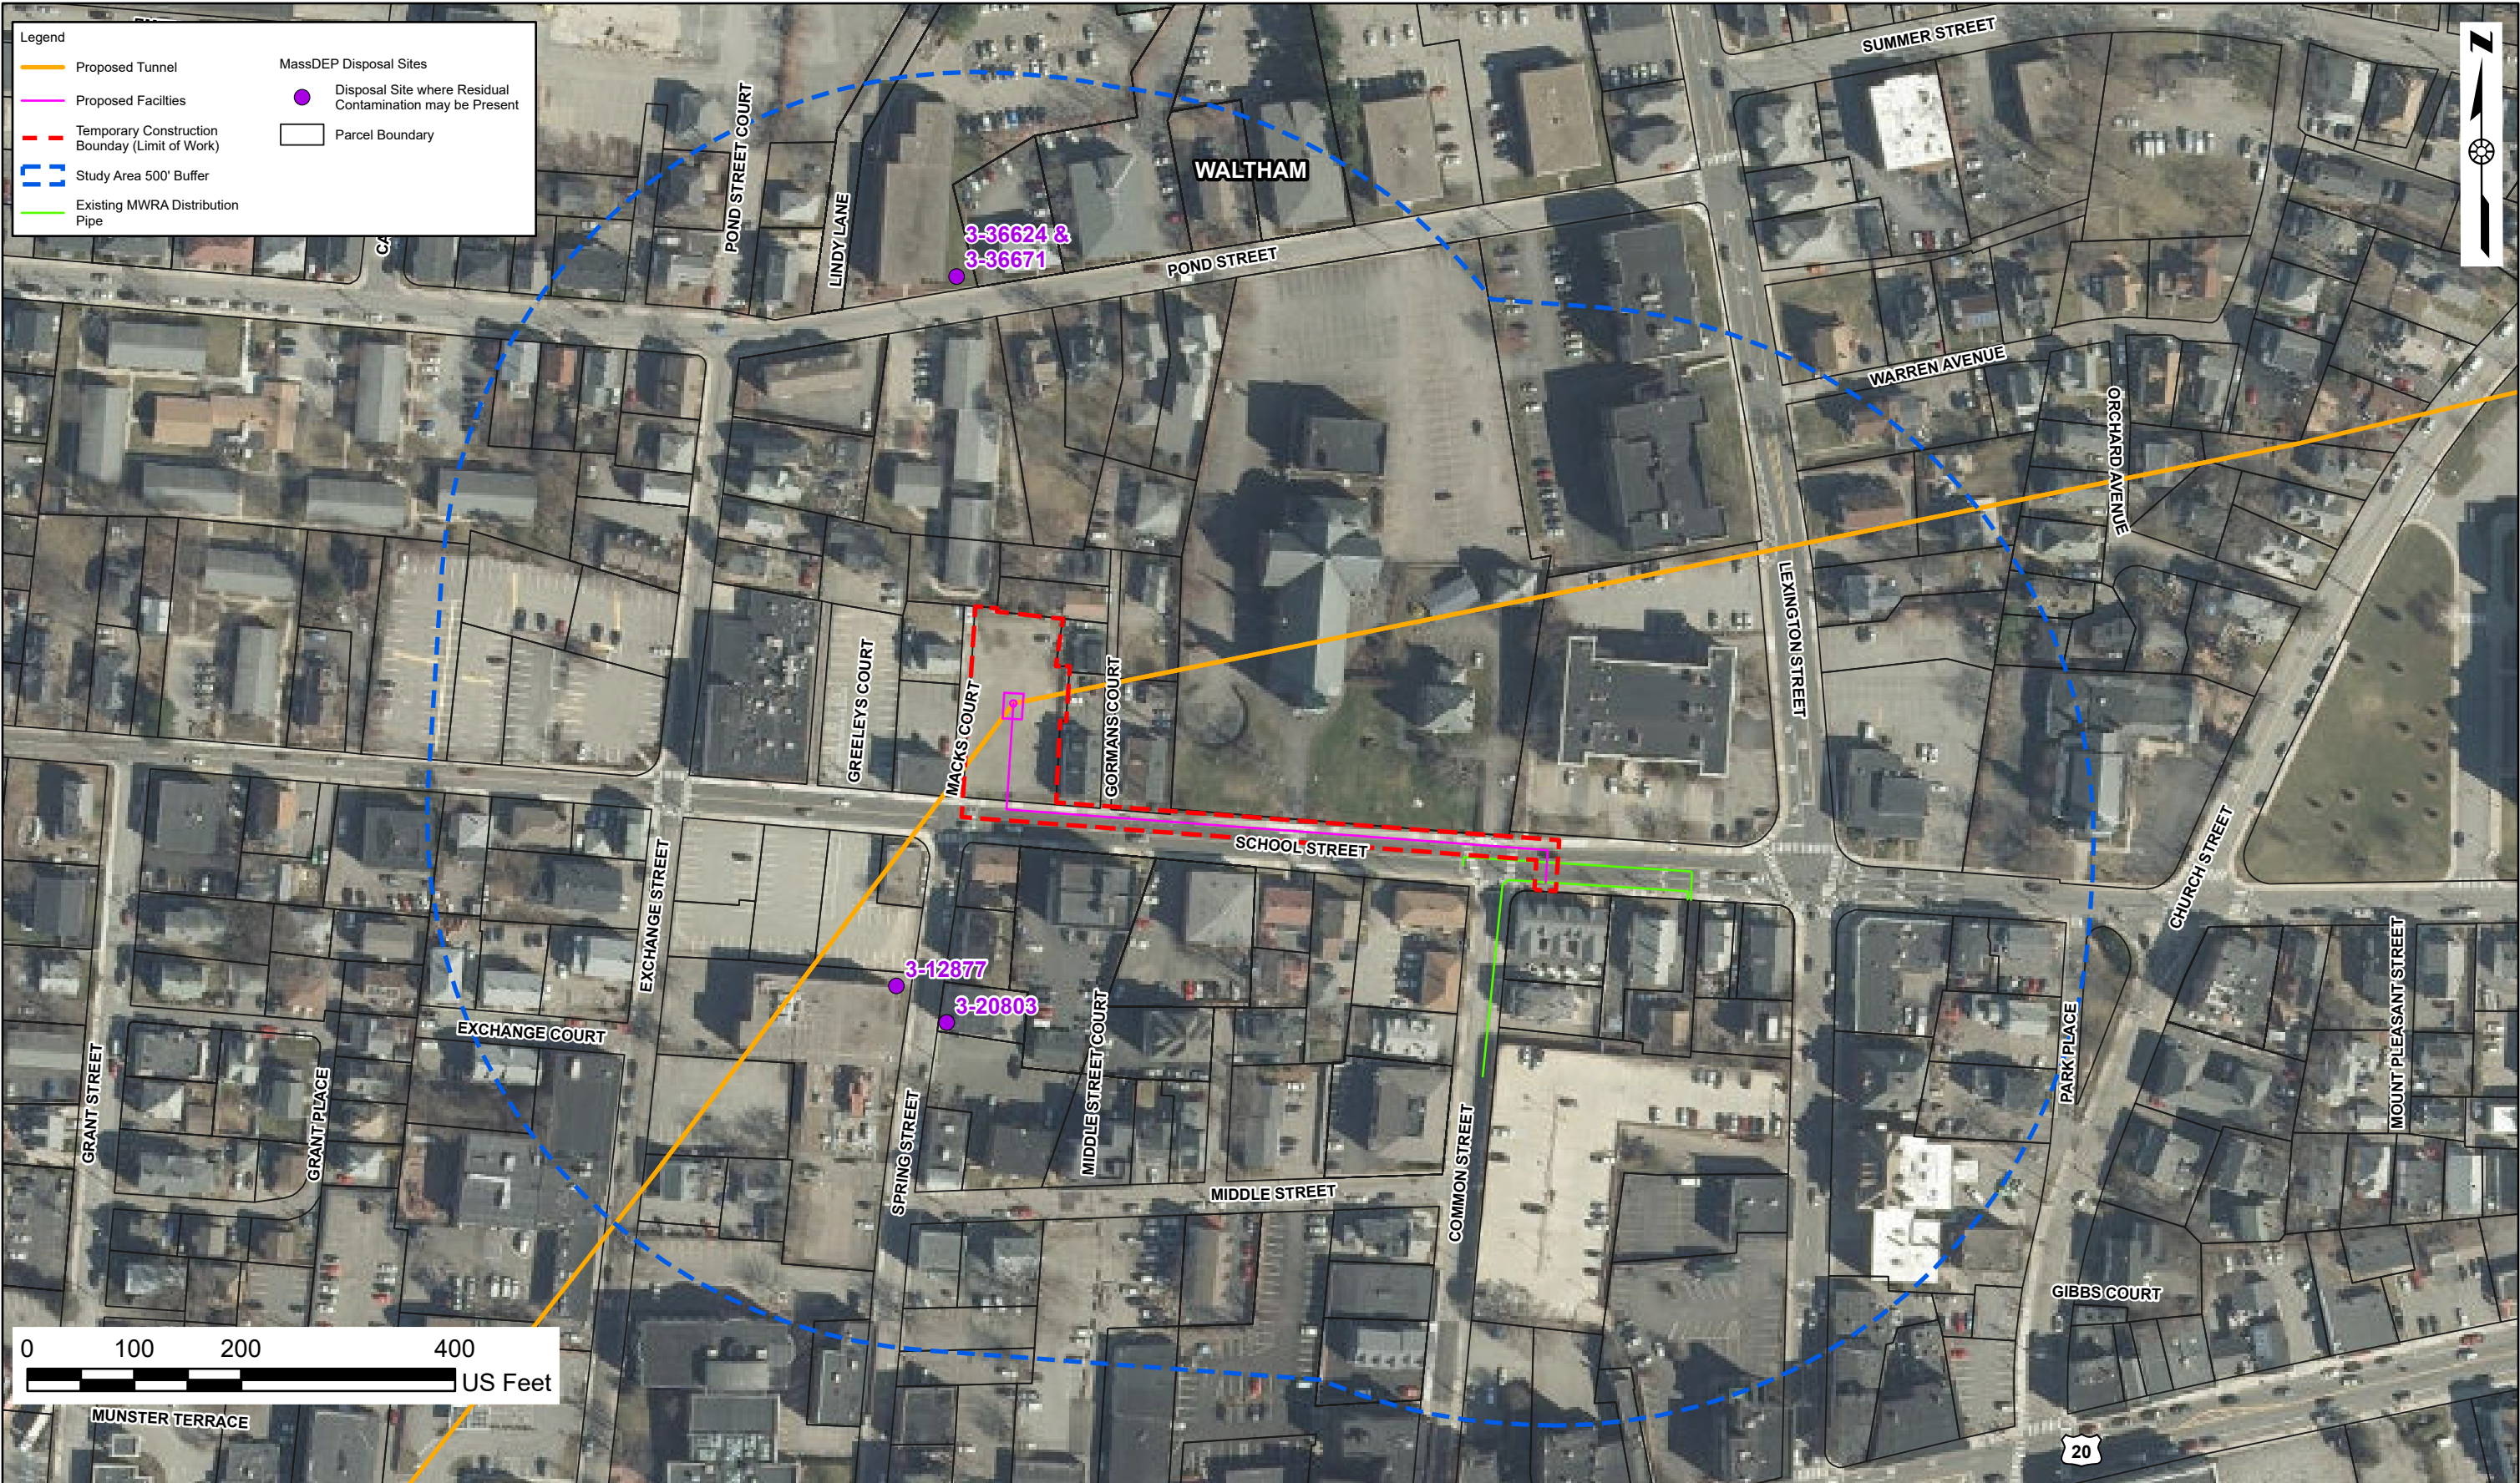 Legend
Proposed Tunnel
Proposed Facilties
Temporary Construction
Bounday (Limit of Work)
Study Area 500' Buffer
Existing MWRA Distribution
Pipe
MassDEP Disposal Sites
Disposal Site where Residual
Contamination may be Present
Parcel Boundary
SUMMER STREET
N
POND STREET COURT
WALTHAM
LINDY LANE
3-36624 &
3-36671
POND STREET
WARREN AVENUE
ORCHARD AVENUE
LEXINGTON STREET
GREELEYS COURT
MACKS COURT
GORMANS COURT
SCHOOL STREET
CHURCH STREET
EXCHANGE STREET
3-12877
3-20803
EXCHANGE COURT
MIDDLE STREET COURT
MOUNT PLEASANT STREET
PARK PLACE
GRANT STREET
GRANT PLACE
SPRING STREET
COMMON STREET
MIDDLE STREET
GIBBS COURT
0 100 200 400
US Feet
MUNSTER TERRACE
20